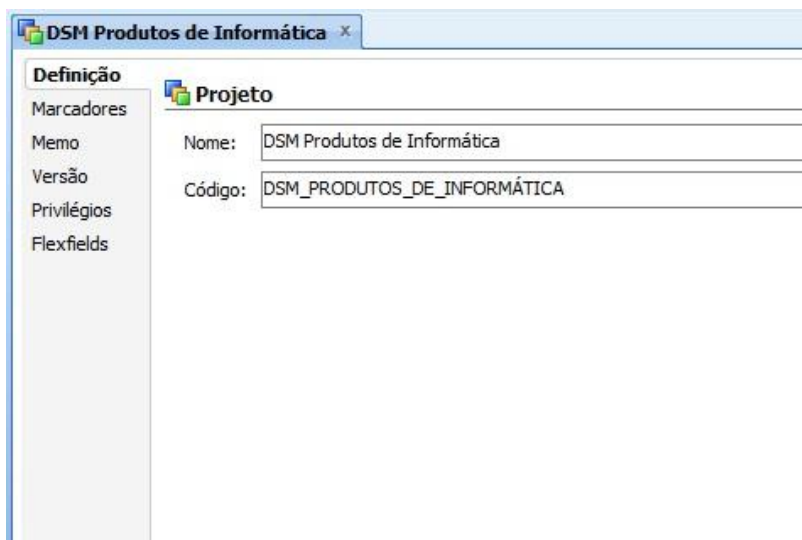 DSM Produtos de Informática x
Definição
Marcadores
Memo
Versão
Privilégios
Flexfields
Projeto
Nome: DSM Produtos de Informática
Código: DSM_PRODUTOS_DE_INFORMÁTICA